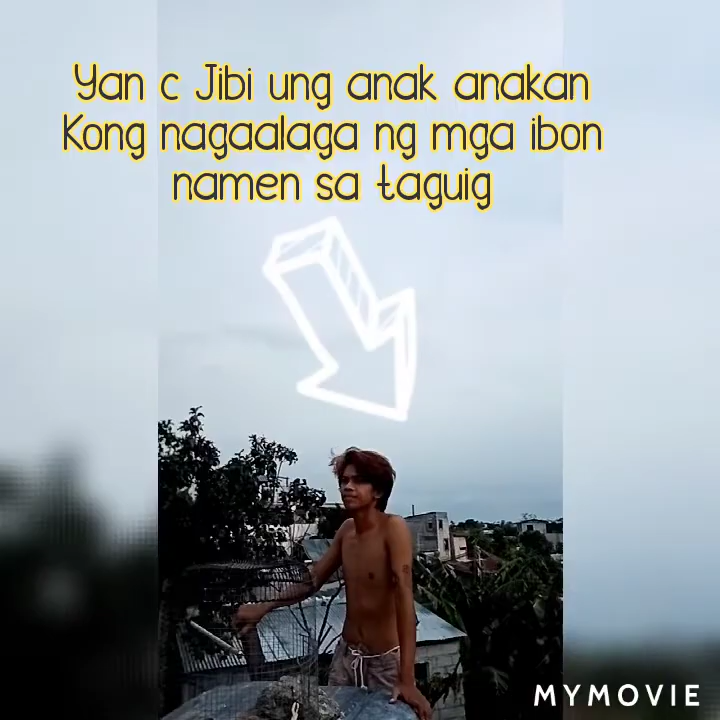 Yan c Jibi ung anak anakan
Kong nagaalaga ng mga ibon
namen sa taguig
MYMOVIE